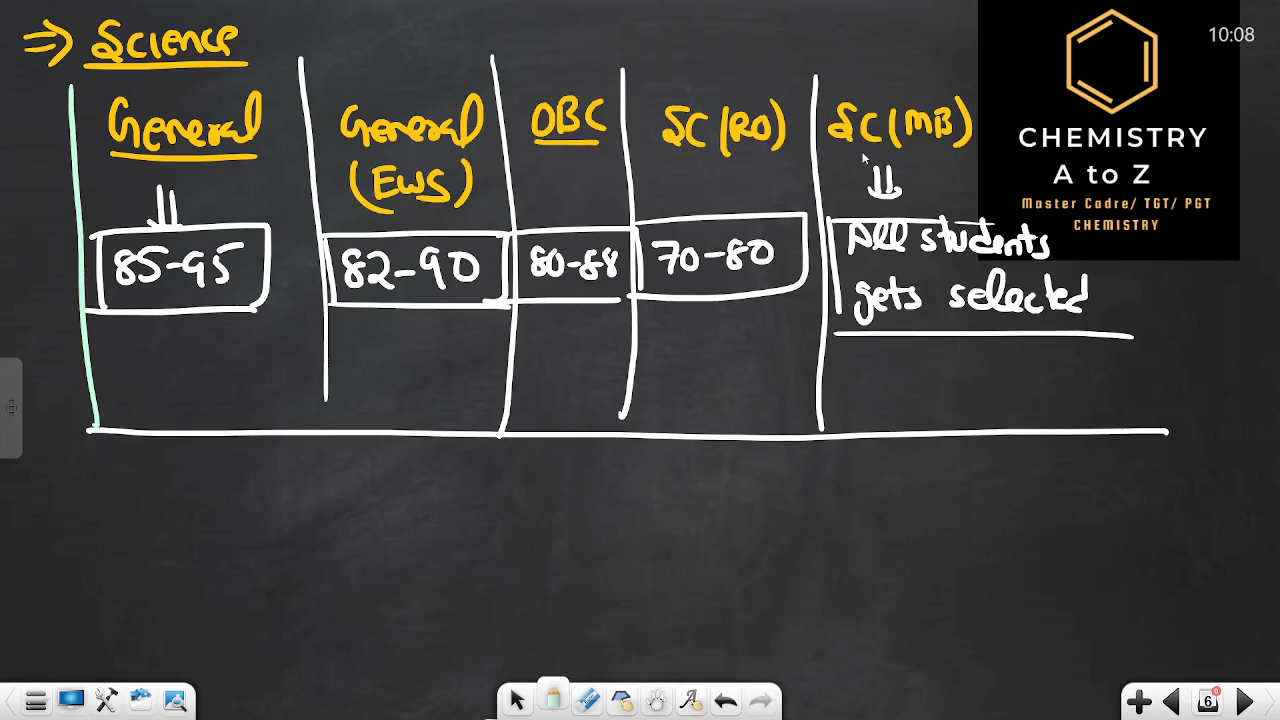 ⇒ Science
General
General
(EWS)
OBC
SC (RO)
SC (MB)
85-95
82-90
80-88
70-80
All students
gets selected
CHEMISTRY
A to Z
Master Cadre/ TGT/ PGT
CHEMISTRY
10:08
6
0